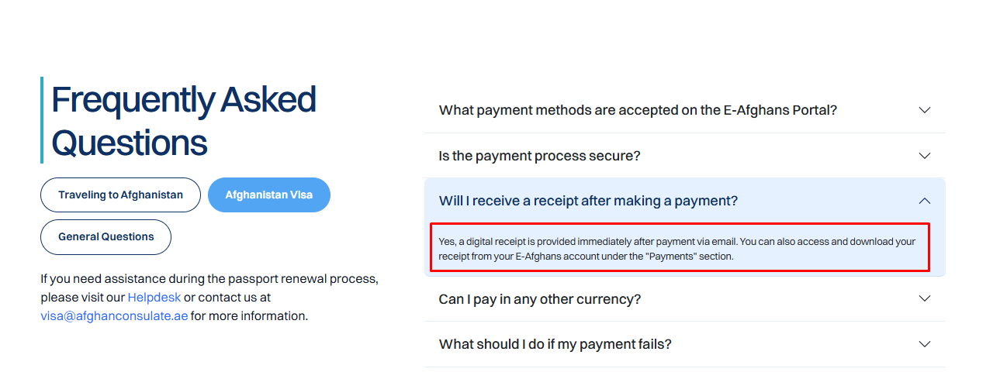 Frequently Asked
Questions
Traveling to Afghanistan
Afghanistan Visa
General Questions
If you need assistance during the passport renewal process,
please visit our Helpdesk or contact us at
visa@afghanconsulate.ae for more information.
What payment methods are accepted on the E-Afghans Portal?
Is the payment process secure?
Will I receive a receipt after making a payment?
Yes, a digital receipt is provided immediately after payment via email. You can also access and download your
receipt from your E-Afghans account under the "Payments" section.
Can I pay in any other currency?
What should I do if my payment fails?